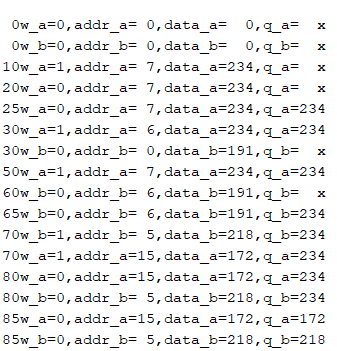 0w_a=0,addr_a= 0,data_a=  0,q_a=  x
0w_b=0,addr_b= 0,data_b=  0,q_b=  x
10w_a=1,addr_a= 7,data_a=234,q_a=  x
20w_a=0,addr_a= 7,data_a=234,q_a=  x
25w_a=0,addr_a= 7,data_a=234,q_a=234
30w_a=1,addr_a= 6,data_a=234,q_a=234
30w_b=0,addr_b= 0,data_b=191,q_b=  x
50w_a=1,addr_a= 7,data_a=234,q_a=234
60w_b=0,addr_b= 6,data_b=191,q_b=  x
65w_b=0,addr_b= 6,data_b=191,q_b=234
70w_b=1,addr_b= 5,data_b=218,q_b=234
70w_a=1,addr_a=15,data_a=172,q_a=234
80w_a=0,addr_a=15,data_a=172,q_a=234
80w_b=0,addr_b= 5,data_b=218,q_b=234
85w_a=0,addr_a=15,data_a=172,q_a=172
85w_b=0,addr_b= 5,data_b=218,q_b=218